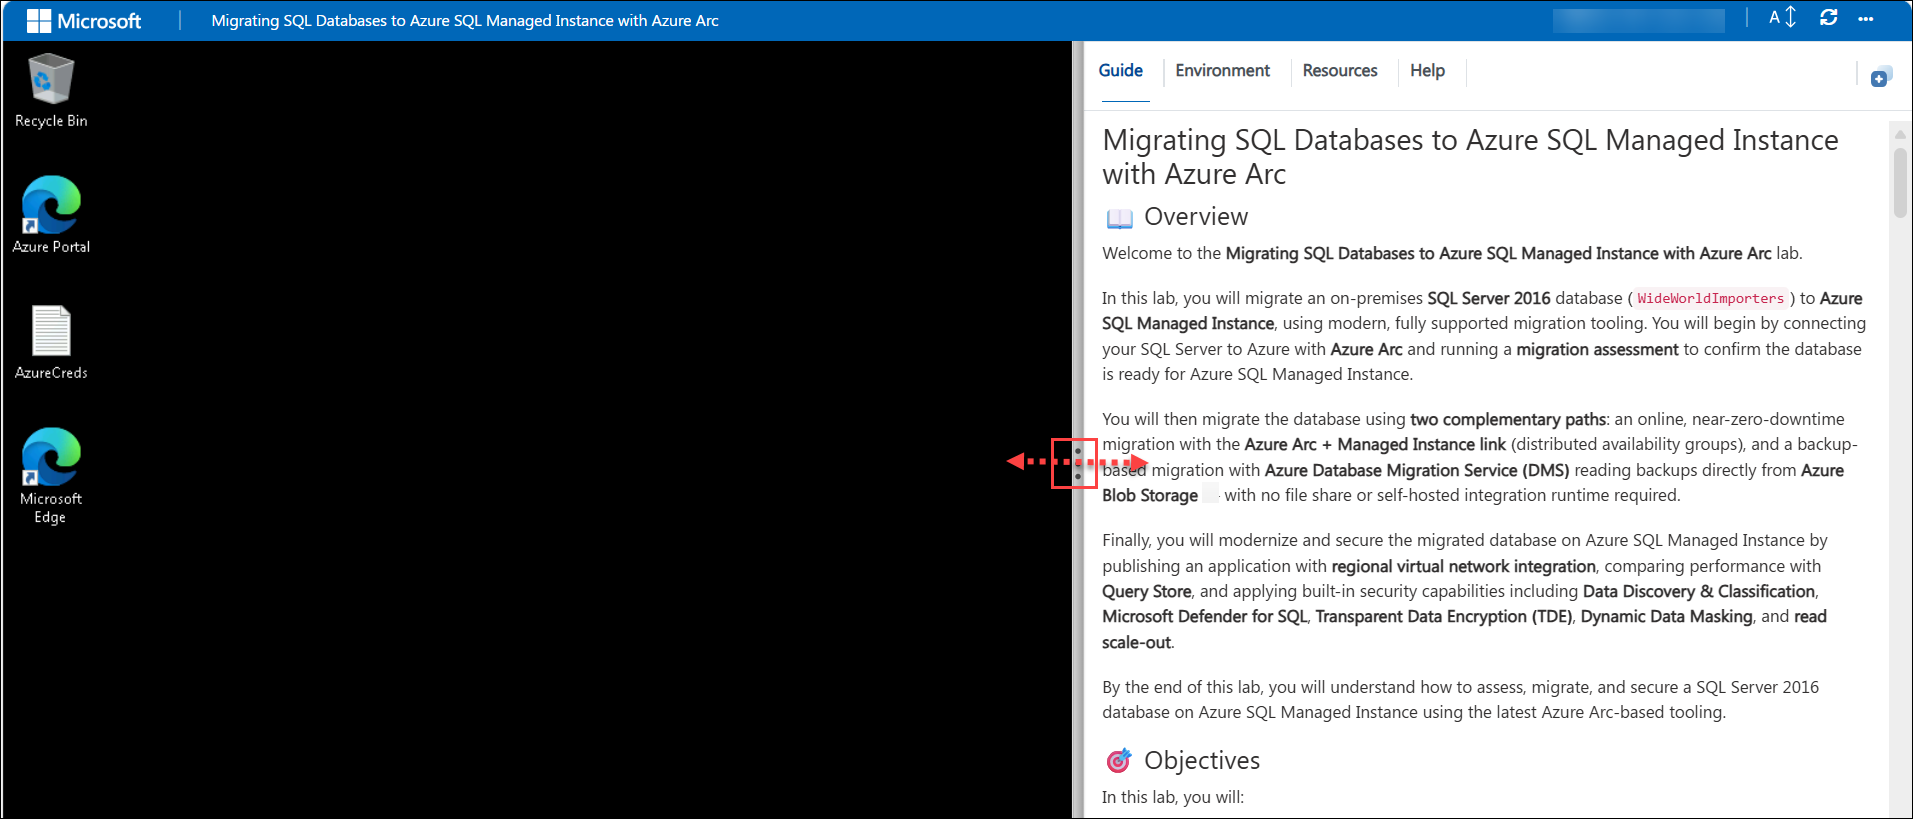 Microsoft
Migrating SQL Databases to Azure SQL Managed Instance with Azure Arc
A
Recycle Bin
Azure Portal
AzureCreds
Microsoft
Edge
Guide
Environment
Resources
Help
Migrating SQL Databases to Azure SQL Managed Instance
with Azure Arc
Overview
Welcome to the Migrating SQL Databases to Azure SQL Managed Instance with Azure Arc lab.
In this lab, you will migrate an on-premises SQL Server 2016 database (WideWorldImporters) to Azure
SQL Managed Instance, using modern, fully supported migration tooling. You will begin by connecting
your SQL Server to Azure with Azure Arc and running a migration assessment to confirm the database
is ready for Azure SQL Managed Instance.
You will then migrate the database using two complementary paths: an online, near-zero-downtime
migration with the Azure Arc + Managed Instance link (distributed availability groups), and a backup-
based migration with Azure Database Migration Service (DMS) reading backups directly from Azure
Blob Storage with no file share or self-hosted integration runtime required.
Finally, you will modernize and secure the migrated database on Azure SQL Managed Instance by
publishing an application with regional virtual network integration, comparing performance with
Query Store, and applying built-in security capabilities including Data Discovery & Classification,
Microsoft Defender for SQL, Transparent Data Encryption (TDE), Dynamic Data Masking, and read
scale-out.
By the end of this lab, you will understand how to assess, migrate, and secure a SQL Server 2016
database on Azure SQL Managed Instance using the latest Azure Arc-based tooling.
Objectives
In this lab, you will: